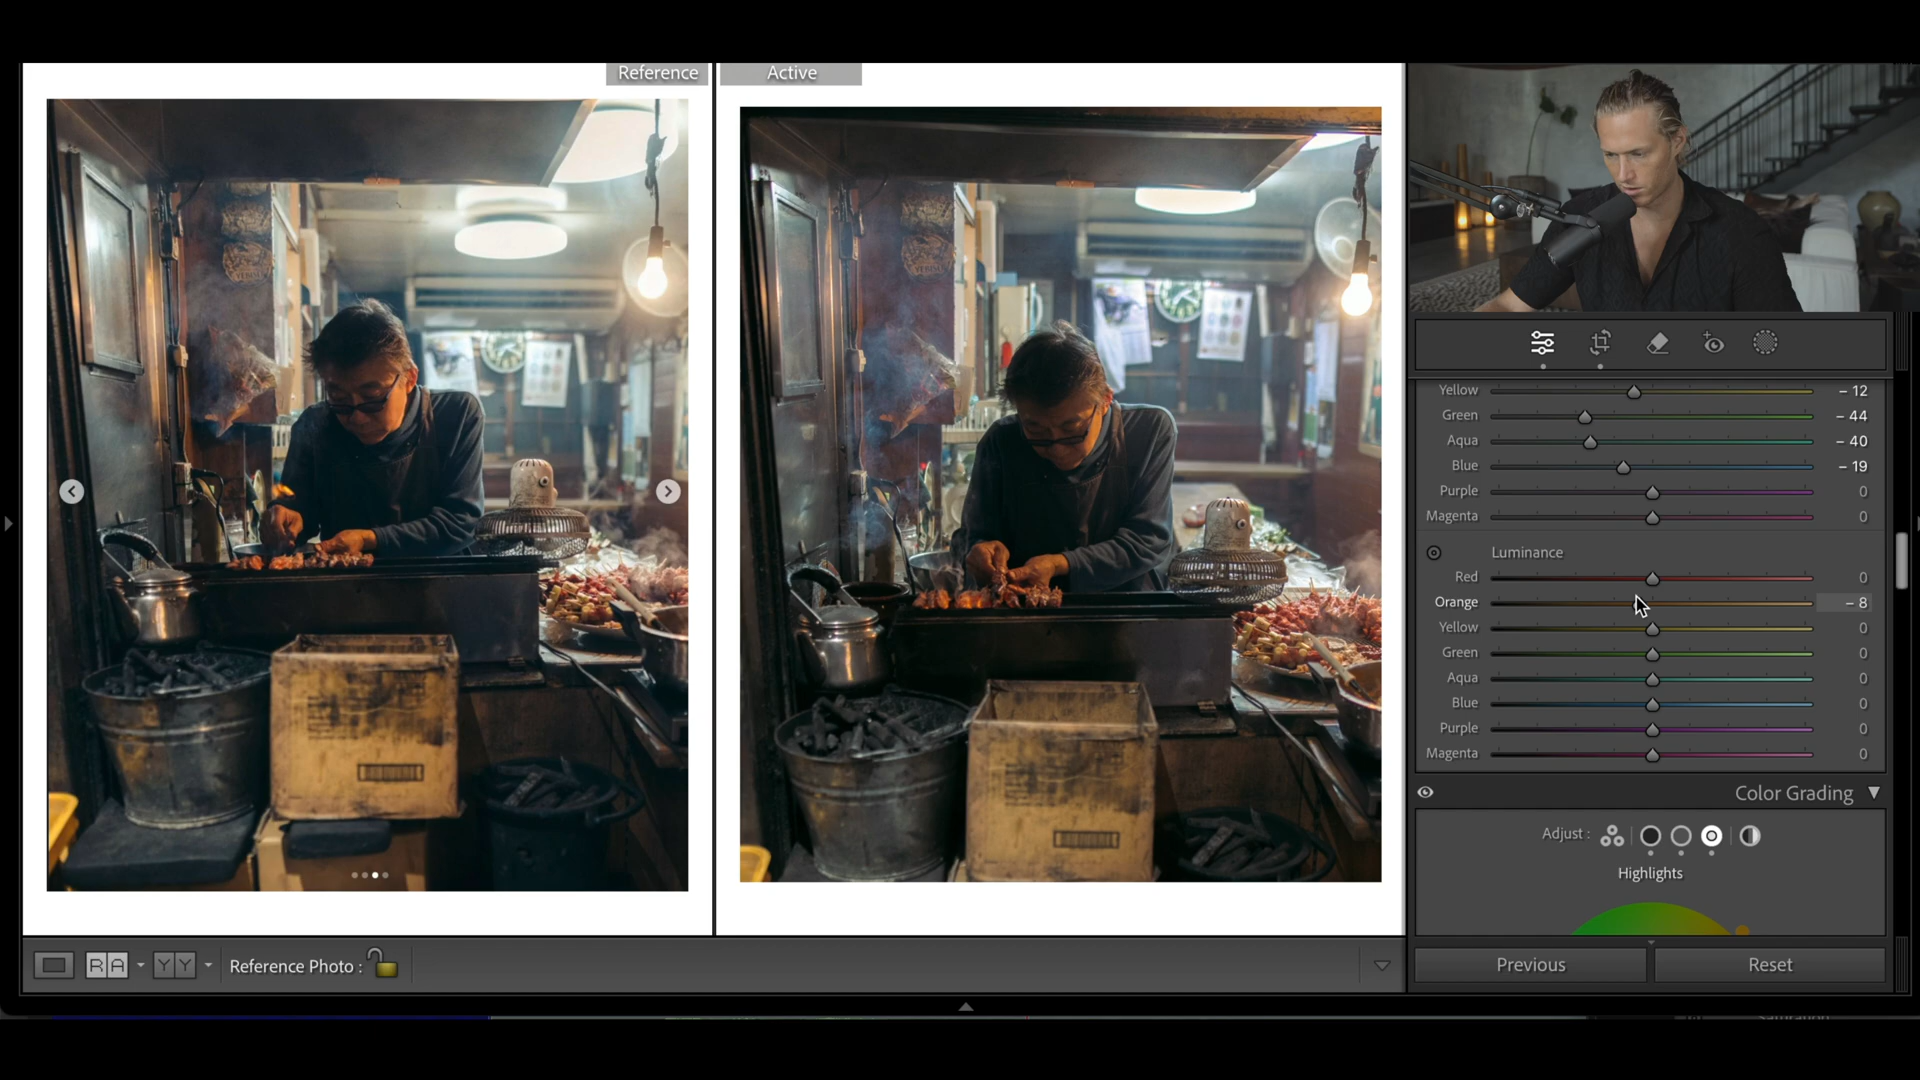 Reference
Active
Yellow - 12
Green - 44
Aqua - 40
Blue - 19
Purple 0
Magenta 0
Luminance
Red 0
Orange - 8
Yellow 0
Green 0
Aqua 0
Blue 0
Purple 0
Magenta 0
Color Grading
Adjust :
Highlights
R A Y Y Reference Photo :
Previous Reset